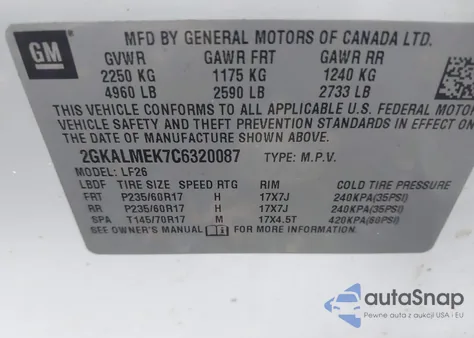 GM
MFD BY GENERAL MOTORS OF CANADA LTD.
GVWR GAWR FRT GAWR RR
2250 KG 1175 KG 1240 KG
4960 LB 2590 LB 2733 LB
THIS VEHICLE CONFORMS TO ALL APPLICABLE U.S. FEDERAL MOTOR
VEHICLE SAFETY AND THEFT PREVENTION STANDARDS IN EFFECT ON
THE DATE OF MANUFACTURE SHOWN ABOVE.
2GKALMEK7C6320087 TYPE: M.P.V.
MODEL: LF26
LBDF TIRE SIZE SPEED RTG RIM COLD TIRE PRESSURE
FRT P235/60R17 H 17X7J 240KPA(35PSI)
RR P235/60R17 H 17X7J 240KPA(35PSI)
SPA T145/70R17 M 17X4.5T 420KPA(60PSI)
SEE OWNER'S MANUAL FOR MORE INFORMATION.
autoSnap
Pewne auta z aukcji USA i EU